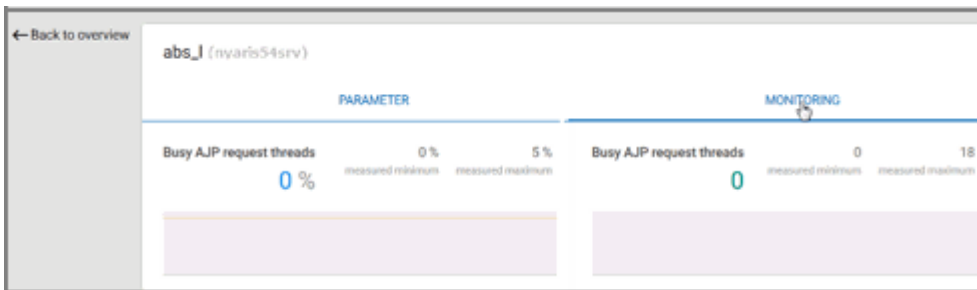 ←Back to overview
abs_l (nyaris54srv)
PARAMETER
MONITORING
Busy AJP request threads
0 %
5 %
measured minimum
measured maximum
0 %
Busy AJP request threads
0
18
measured minimum
measured maximum
0